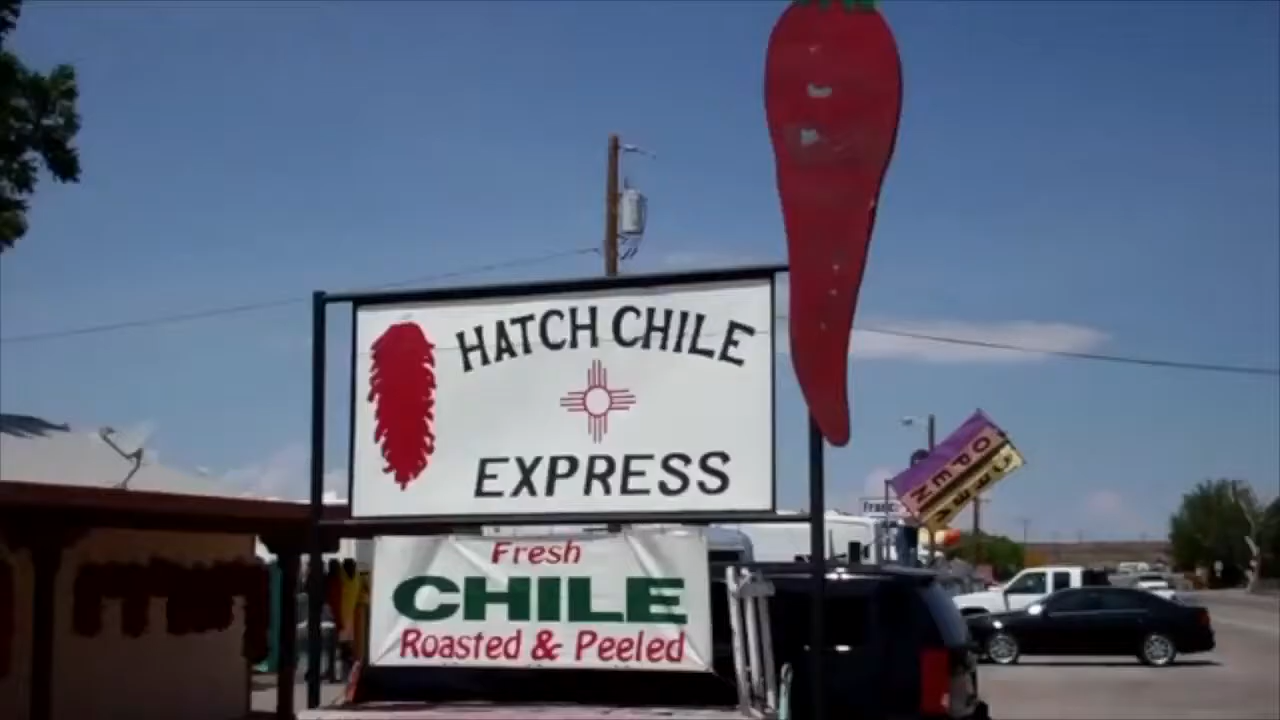 HATCH CHILE
EXPRESS
Fresh
CHILE
Roasted & Peeled
OPEN